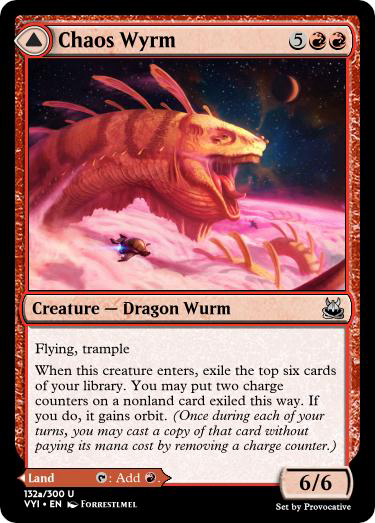 Chaos Wyrm 5
Creature — Dragon Wurm
Flying, trample
When this creature enters, exile the top six cards
of your library. You may put two charge
counters on a nonland card exiled this way. If
you do, it gains orbit. (Once during each of your
turns, you may cast a copy of that card without
paying its mana cost by removing a charge counter.)
Land : Add .
6/6
132a/300 U
VYI • EN Forrestlmel
Set by Provocative